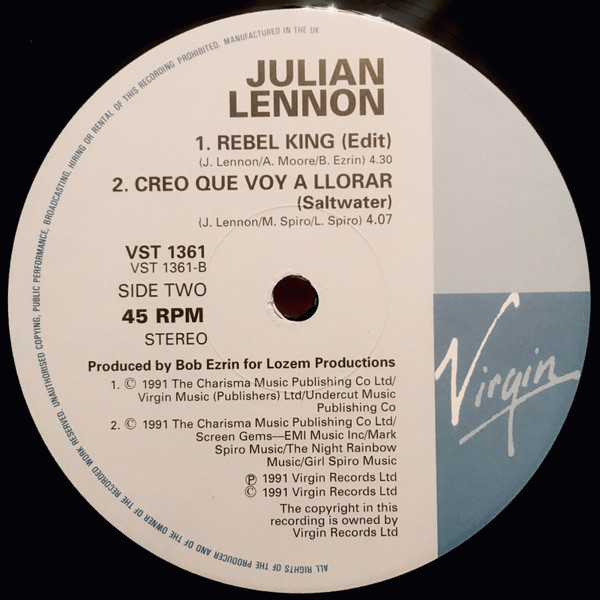 JULIAN
LENNON
1. REBEL KING (Edit)
(J. Lennon/A. Moore/B. Ezrin) 4.30
2. CREO QUE VOY A LLORAR
(Saltwater)
(J. Lennon/M. Spiro/L. Spiro) 4.07
VST 1361
VST 1361-B
SIDE TWO
45 RPM
STEREO
Produced by Bob Ezrin for Lozem Productions
1. © 1991 The Charisma Music Publishing Co Ltd/
Virgin Music (Publishers) Ltd/Undercut Music
Publishing Co
2. © 1991 The Charisma Music Publishing Co Ltd/
Screen Gems—EMI Music Inc/Mark
Spiro Music/The Night Rainbow
Music/Girl Spiro Music
℗ 1991 Virgin Records Ltd
© 1991 Virgin Records Ltd
The copyright in this
recording is owned by
Virgin Records Ltd
Virgin
ALL RIGHTS OF THE PRODUCER AND OF THE OWNER OF THE RECORDED WORK RESERVED. UNAUTHORISED COPYING, PUBLIC PERFORMANCE, BROADCASTING, HIRING OR RENTAL OF THIS RECORDING PROHIBITED. MANUFACTURED IN THE UK